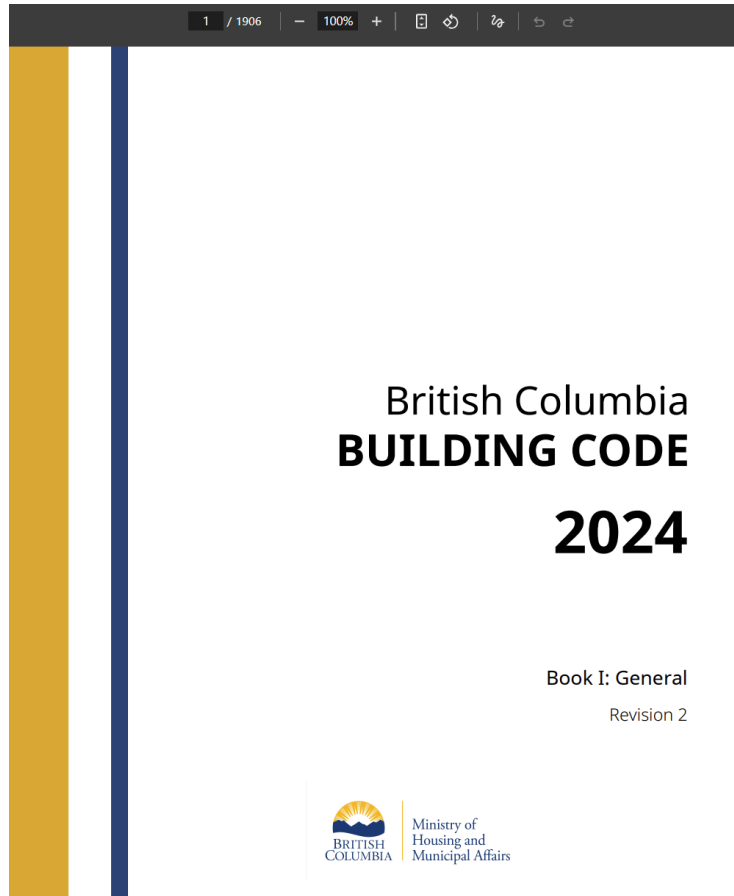 1 / 1906 − 100% +
British Columbia
BUILDING CODE
2024
Book I: General
Revision 2
BRITISH
COLUMBIA
Ministry of
Housing and
Municipal Affairs